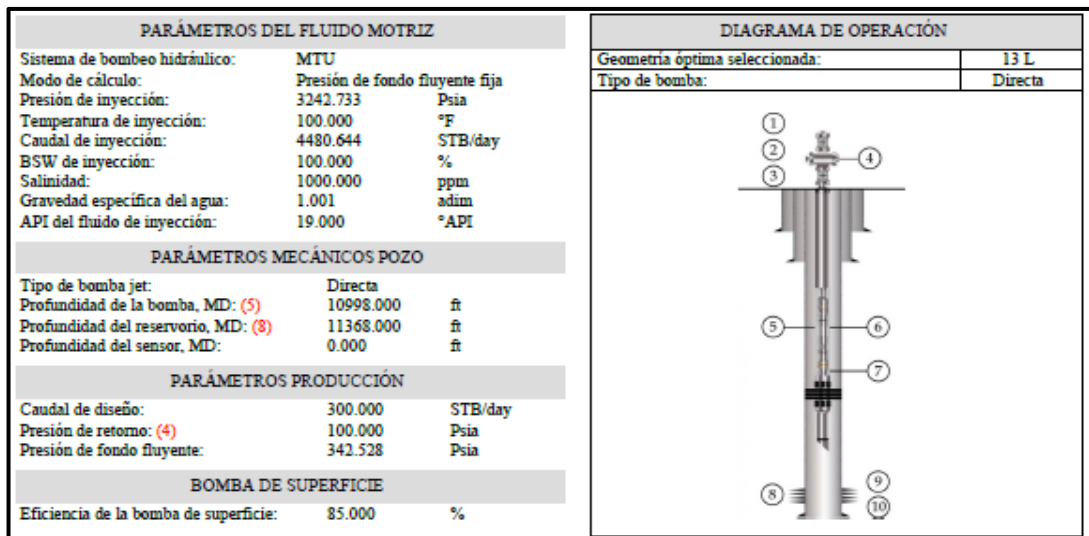 PARÁMETROS DEL FLUIDO MOTRIZ
Sistema de bombeo hidráulico: MTU
Modo de cálculo: Presión de fondo fluyente fija
Presión de inyección: 3242.733 Psia
Temperatura de inyección: 100.000 °F
Caudal de inyección: 4480.644 STB/day
BSW de inyección: 100.000 %
Salinidad: 1000.000 ppm
Gravedad específica del agua: 1.001 adim
API del fluido de inyección: 19.000 °API
PARÁMETROS MECÁNICOS POZO
Tipo de bomba jet: Directa
Profundidad de la bomba, MD: (5) 10998.000 ft
Profundidad del reservorio, MD: (8) 11368.000 ft
Profundidad del sensor, MD: 0.000 ft
PARÁMETROS PRODUCCIÓN
Caudal de diseño: 300.000 STB/day
Presión de retorno: (4) 100.000 Psia
Presión de fondo fluyente: 342.528 Psia
BOMBA DE SUPERFICIE
Eficiencia de la bomba de superficie: 85.000 %
DIAGRAMA DE OPERACIÓN
Geometría óptima seleccionada: 13 L
Tipo de bomba: Directa
1
2 4
3
5 6
7
8 9
10